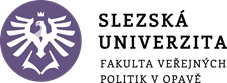 SLEZSKÁ
UNIVERZITA
FAKULTA VEŘEJNÝCH
POLITIK V OPAVĚ